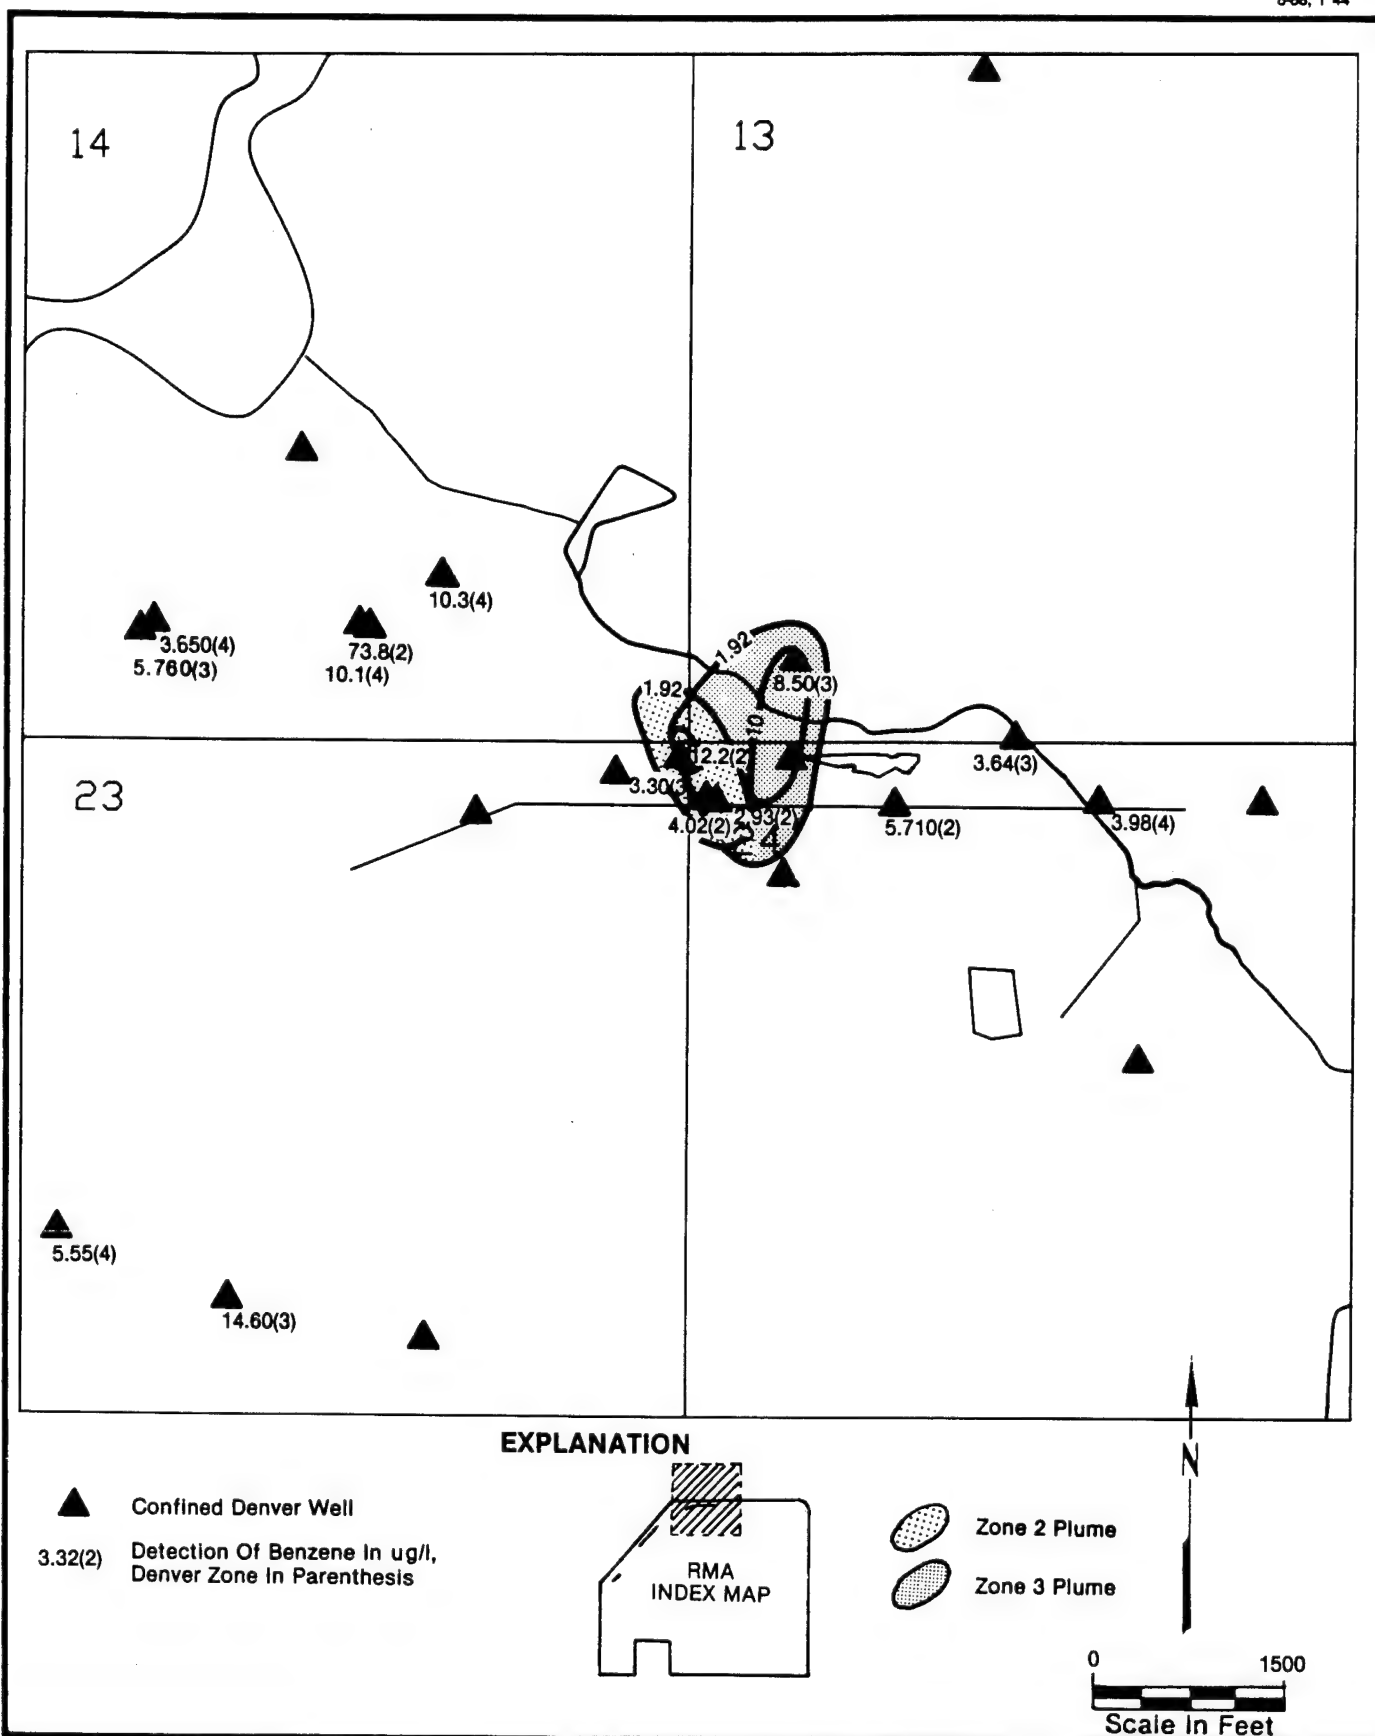 14
13
10.3(4)
3.650(4)
5.760(3)
73.8(2)
10.1(4)
1.92
1.92
8.50(3)
10
12.2(2)
3.30(3)
3.64(3)
23
4.02(2)
2.93(2)
5.710(2)
3.98(4)
5.55(4)
14.60(3)
EXPLANATION
N
Confined Denver Well
3.32(2)
Detection Of Benzene In ug/l,
Denver Zone In Parenthesis
RMA
INDEX MAP
Zone 2 Plume
Zone 3 Plume
0 1500
Scale In Feet